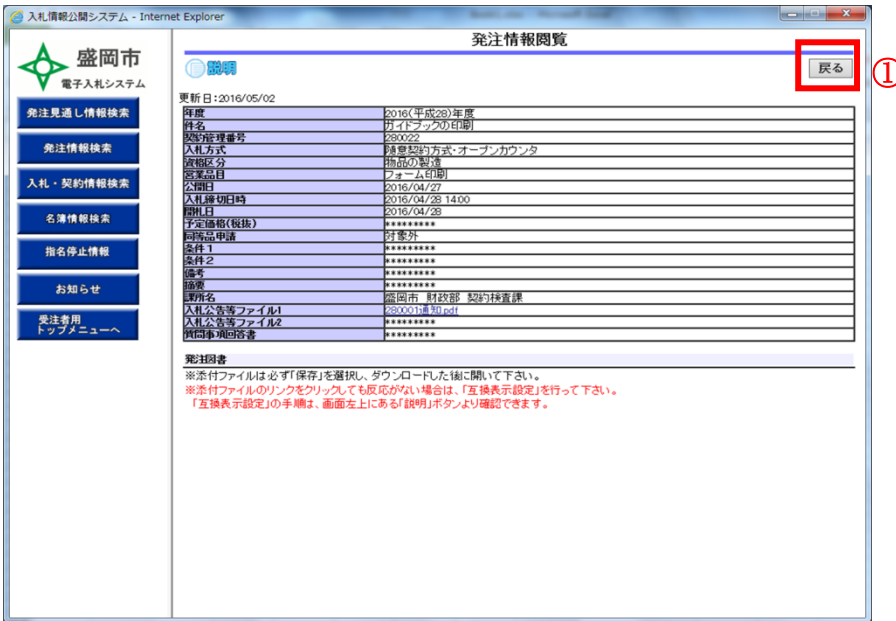 入札情報公開システム - Internet Explorer
盛岡市
電子入札システム
発注見通し情報検索
発注情報検索
入札・契約情報検索
名簿情報検索
指名停止情報
お知らせ
受注者用
トップメニューへ
発注情報閲覧
説明
戻る
①
更新日:2016/05/02
年度 2016(平成28)年度
件名 ガイドブックの印刷
契約管理番号 280022
入札方式 随意契約方式・オープンカウンタ
資格区分 物品の製造
営業品目 フォーム印刷
公開日 2016/04/27
入札締切日時 2016/04/28 14:00
開札日 2016/04/28
予定価格(税抜) *********
同等品申請 対象外
条件1 *********
条件2 *********
備考 *********
摘要 *********
課所名 盛岡市 財政部 契約検査課
入札公告等ファイル1 280001通知.pdf
入札公告等ファイル2 *********
質問事項回答書 *********
発注図書
※添付ファイルは必ず「保存」を選択し、ダウンロードした後に開いて下さい。
※添付ファイルのリンクをクリックしても反応がない場合は、「互換表示設定」を行って下さい。
「互換表示設定」の手順は、画面左上にある「説明」ボタンより確認できます。